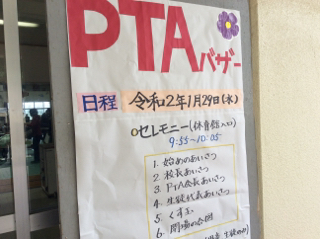 PTAバザー
日程 令和2年1月29日(水)
○セレモニー(体育館入口)
9:55~10:05
1. 始めのあいさつ
2. 校長あいさつ
3. PTA会長あいさつ
4. 生徒代表あいさつ
5. くす玉
6. 開場の合図